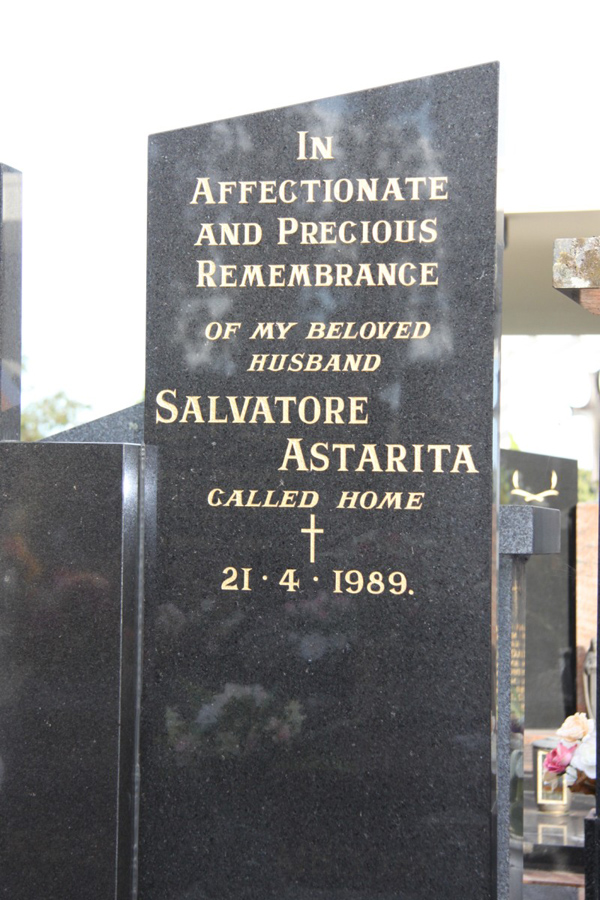 IN
AFFECTIONATE
AND PRECIOUS
REMEMBRANCE
OF MY BELOVED
HUSBAND
SALVATORE
ASTARITA
CALLED HOME
21 · 4 · 1989.